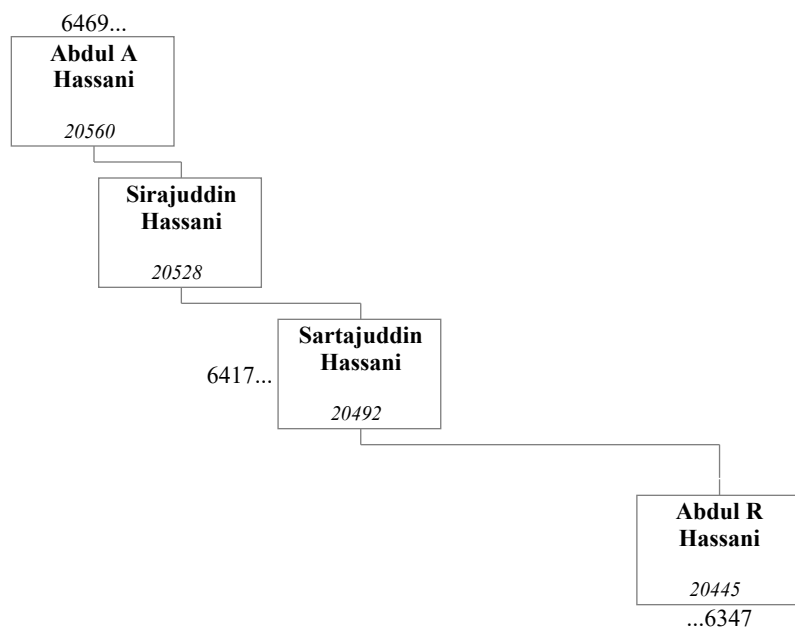 6469...
Abdul A
Hassani
20560
Sirajuddin
Hassani
20528
Sartajuddin
Hassani
6417...
20492
Abdul R
Hassani
20445
...6347